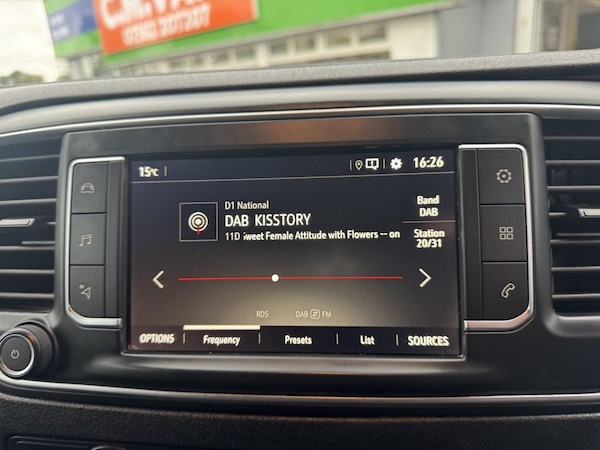 07982 207207
15°C
16:26
D1 National
DAB KISSTORY
11D
Sweet Female Attitude with Flowers -- on
Band
DAB
Station
20/31
RDS
DAB FM
OPTIONS
Frequency
Presets
List
SOURCES